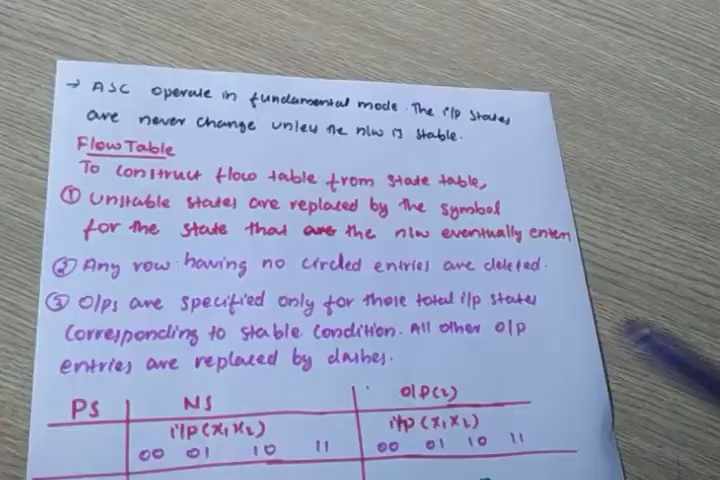 → ASC operate in fundamental mode. The i/p states
are never change unless the n/w is stable.
Flow Table
To construct flow table from state table,
① Unstable states are replaced by the symbol
for the state that are the n/w eventually enters
② Any row having no circled entries are deleted.
③ O/Ps are specified only for those total i/p states
corresponding to stable condition. All other o/p
entries are replaced by dashes.
PS NS O/P(z)
i/p(x₁x₂) i/p(x₁x₂)
00 01 10 11 00 01 10 11